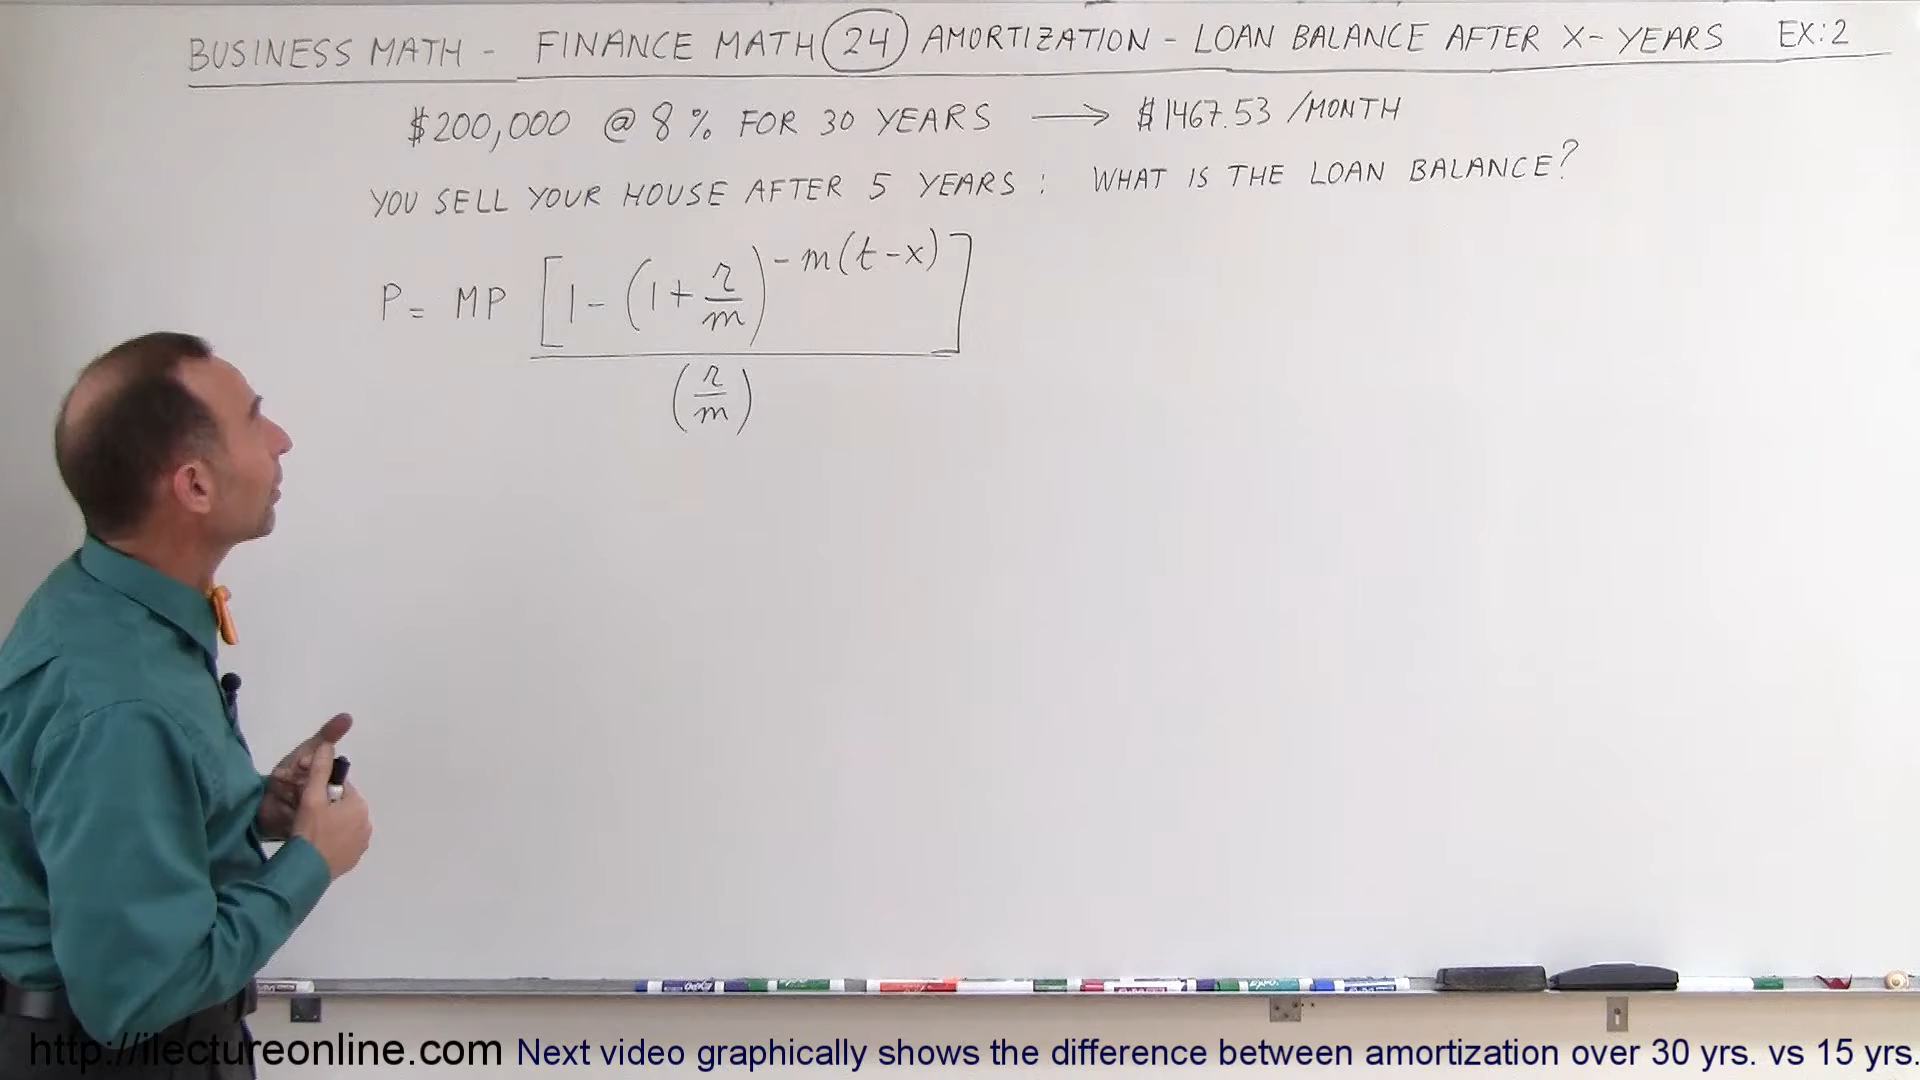 BUSINESS MATH - FINANCE MATH 24 AMORTIZATION - LOAN BALANCE AFTER X-YEARS EX:2
$200,000 @ 8% FOR 30 YEARS → $1467.53 /MONTH
YOU SELL YOUR HOUSE AFTER 5 YEARS : WHAT IS THE LOAN BALANCE?
P = MP [1 - (1 + r/m)^-m(t-x)] / (r/m)
http://ilectureonline.com Next video graphically shows the difference between amortization over 30 yrs. vs 15 yrs.